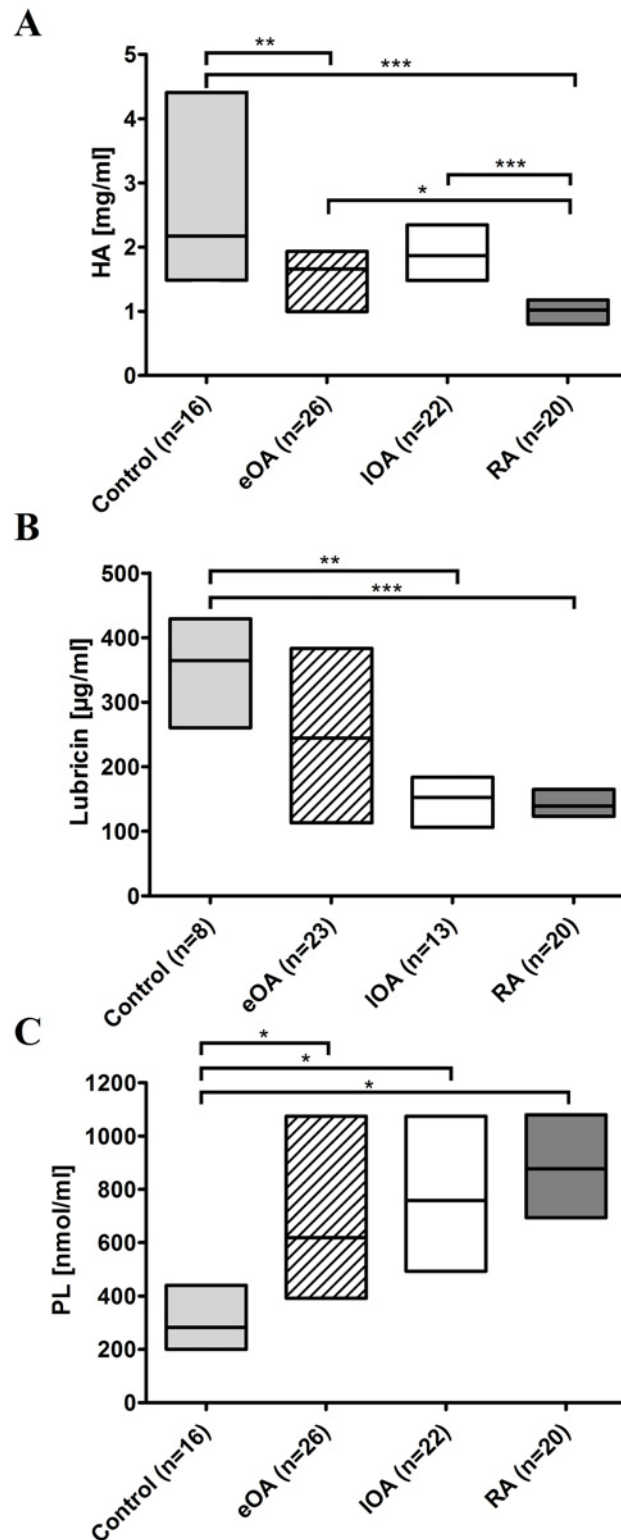 A
**
***
***
*
5
4
3
2
1
0
HA [mg/ml]
Control (n=16)
eOA (n=26)
lOA (n=22)
RA (n=20)
B
**
***
500
400
300
200
100
0
Lubricin [µg/ml]
Control (n=8)
eOA (n=23)
lOA (n=13)
RA (n=20)
C
*
*
*
1200
1000
800
600
400
200
0
PL [nmol/ml]
Control (n=16)
eOA (n=26)
lOA (n=22)
RA (n=20)